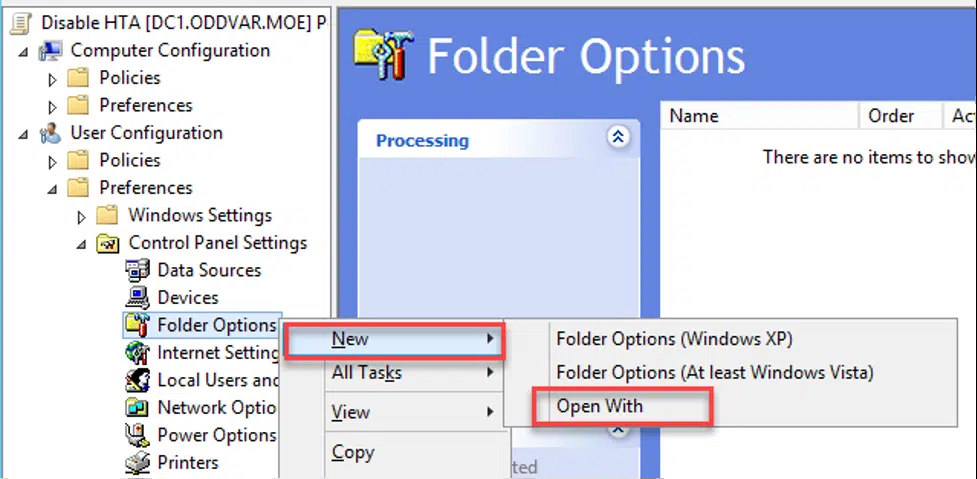 Disable HTA [DC1.ODDVAR.MOE] P
Computer Configuration
Policies
Preferences
User Configuration
Policies
Preferences
Windows Settings
Control Panel Settings
Data Sources
Devices
Folder Options
Internet Setting
Local Users and
Network Optio
Power Options
Printers
Folder Options
Processing
Name Order Act
There are no items to show
New
All Tasks
View
Copy
Folder Options (Windows XP)
Folder Options (At least Windows Vista)
Open With
ted